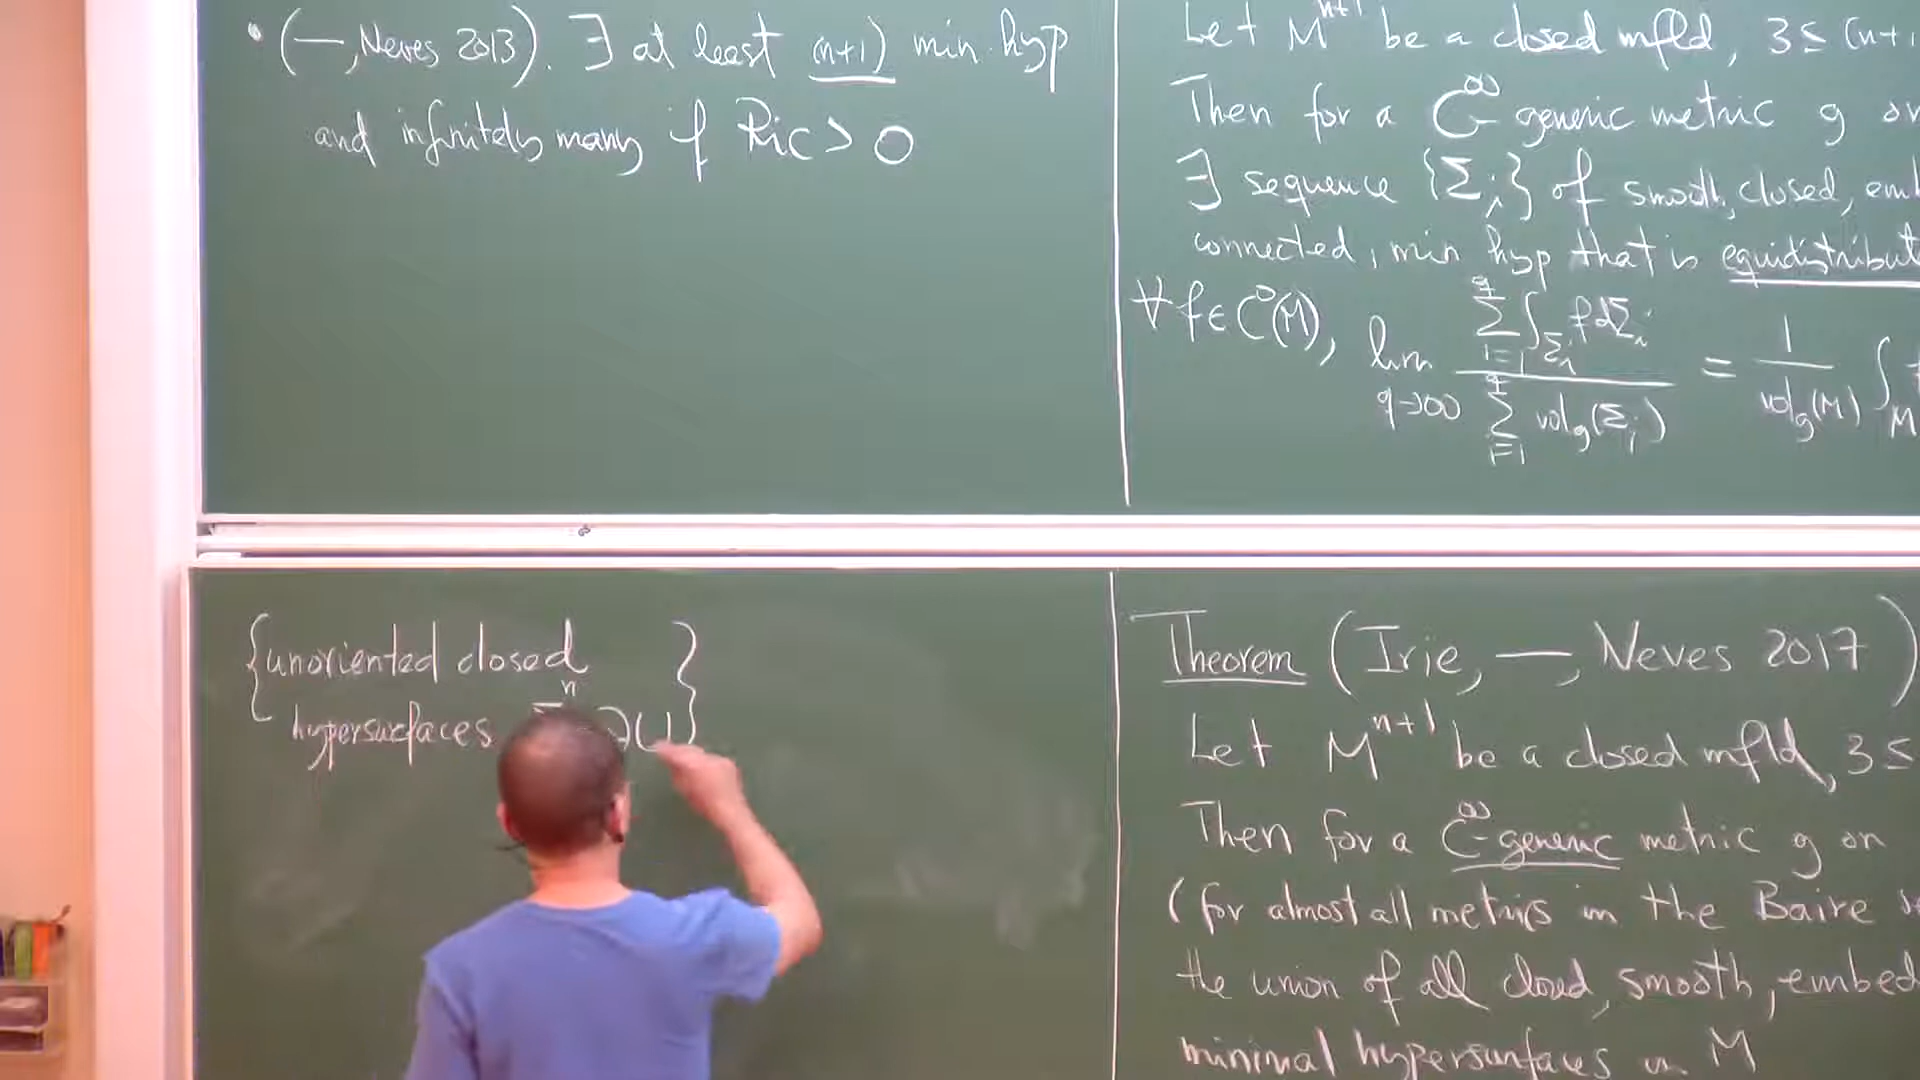 • (—, Neves 2013). ∃ at least (n+1) min. hyp
and infinitely many if Ric > 0
Let M^{n+1} be a closed mfld, 3 ≤ (n+1
Then for a C^∞ generic metric g on
∃ sequence {Σ_i} of smooth, closed, emb
connected, min hyp that is equidistribut
∀ f ∈ C^0(M), lim_{q→∞} \frac{\sum_{i=1}^{q} ∫_{Σ_i} f dΣ_i}{\sum_{i=1}^{q} vol_g(Σ_i)} = \frac{1}{vol_g(M)} ∫_M
{unoriented closed
hypersurfaces Σ^n ∂U}
Theorem (Irie, —, Neves 2017)
Let M^{n+1} be a closed mfld, 3 ≤
Then for a C^∞-generic metric g on
(for almost all metrics in the Baire
the union of all closed, smooth, embed
minimal hypersurfaces in M